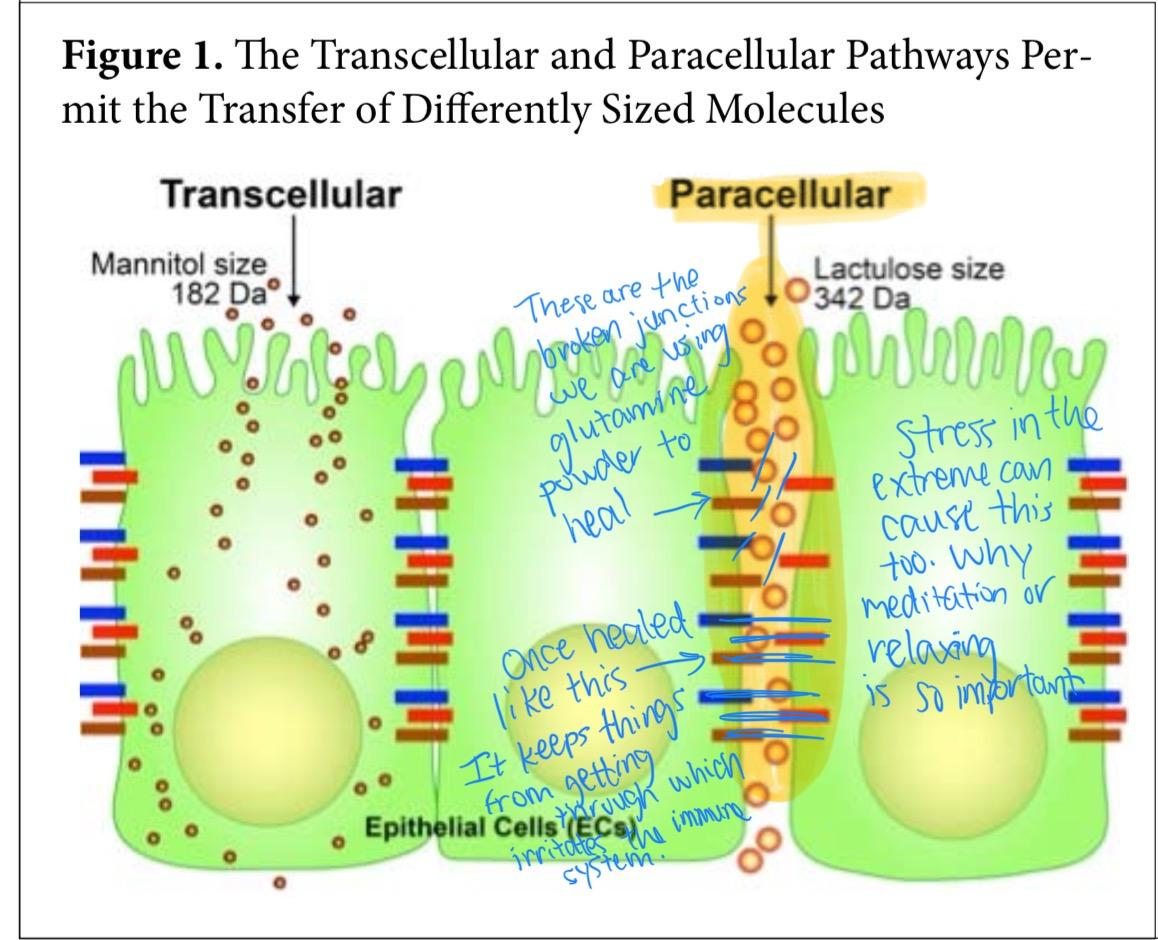 Figure 1. The Transcellular and Paracellular Pathways Per-
mit the Transfer of Differently Sized Molecules
Transcellular
Paracellular
Mannitol size
182 Da
Lactulose size
342 Da
These are the
broken junctions
we are using
glutamine
powder to
heal
Stress in the
extreme can
cause this
too. Why
meditation or
relaxing
is so important
Once healed
like this
It keeps things
from getting
through which
irritates the immune
system.
Epithelial Cells (ECs)